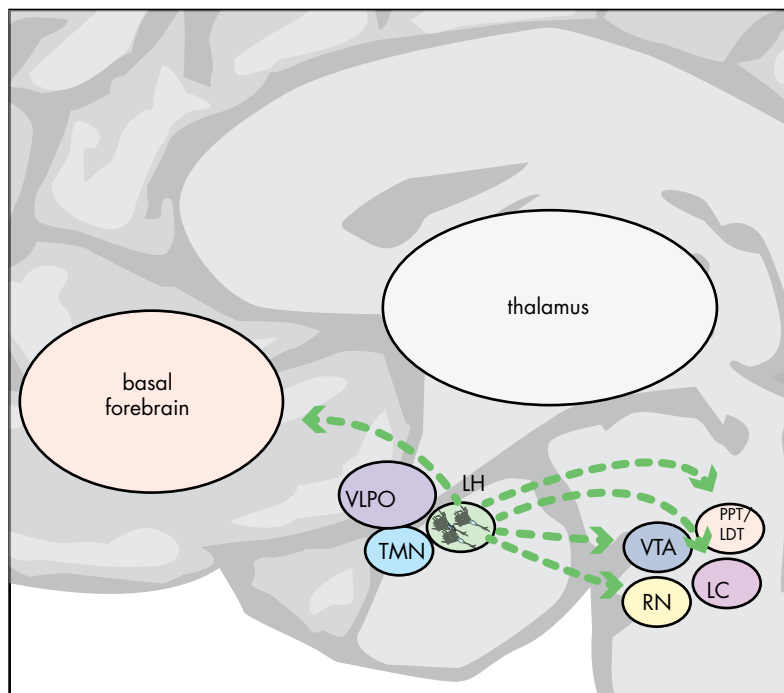 thalamus
basal
forebrain
LH
VLPO
TMN
PPT/
LDT
VTA
LC
RN